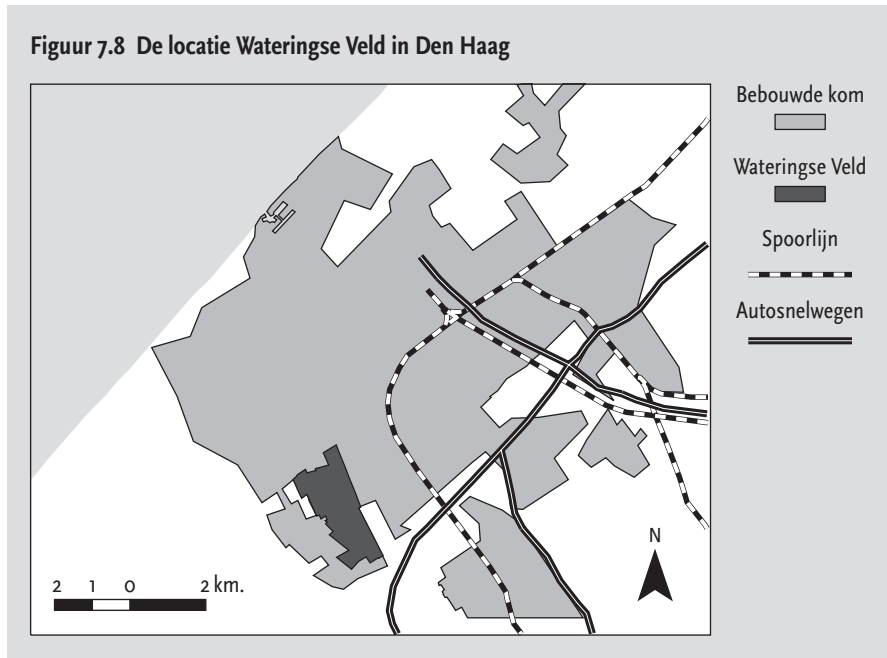 Figuur 7.8 De locatie Wateringse Veld in Den Haag
Bebouwde kom
Wateringse Veld
Spoorlijn
Autosnelwegen
N
2 1 0 2 km.